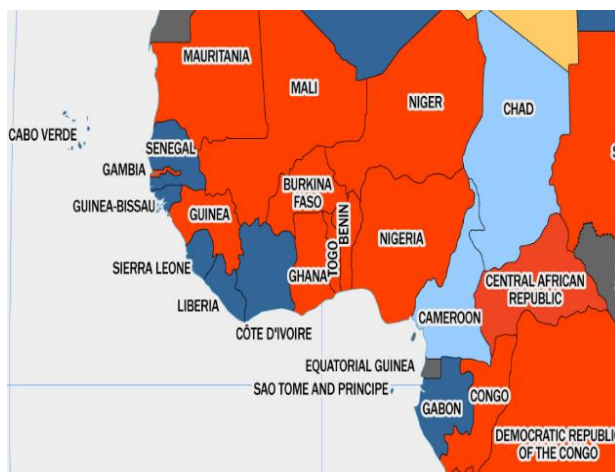 MAURITANIA
MALI
NIGER
CHAD
CABO VERDE
SENEGAL
GAMBIA
GUINEA-BISSAU
GUINEA
BURKINA
FASO
BENIN
TOGO
GHANA
NIGERIA
S
SIERRA LEONE
LIBERIA
CÔTE D'IVOIRE
CENTRAL AFRICAN
REPUBLIC
CAMEROON
EQUATORIAL GUINEA
SAO TOME AND PRINCIPE
GABON
CONGO
DEMOCRATIC REPUBLIC
OF THE CONGO